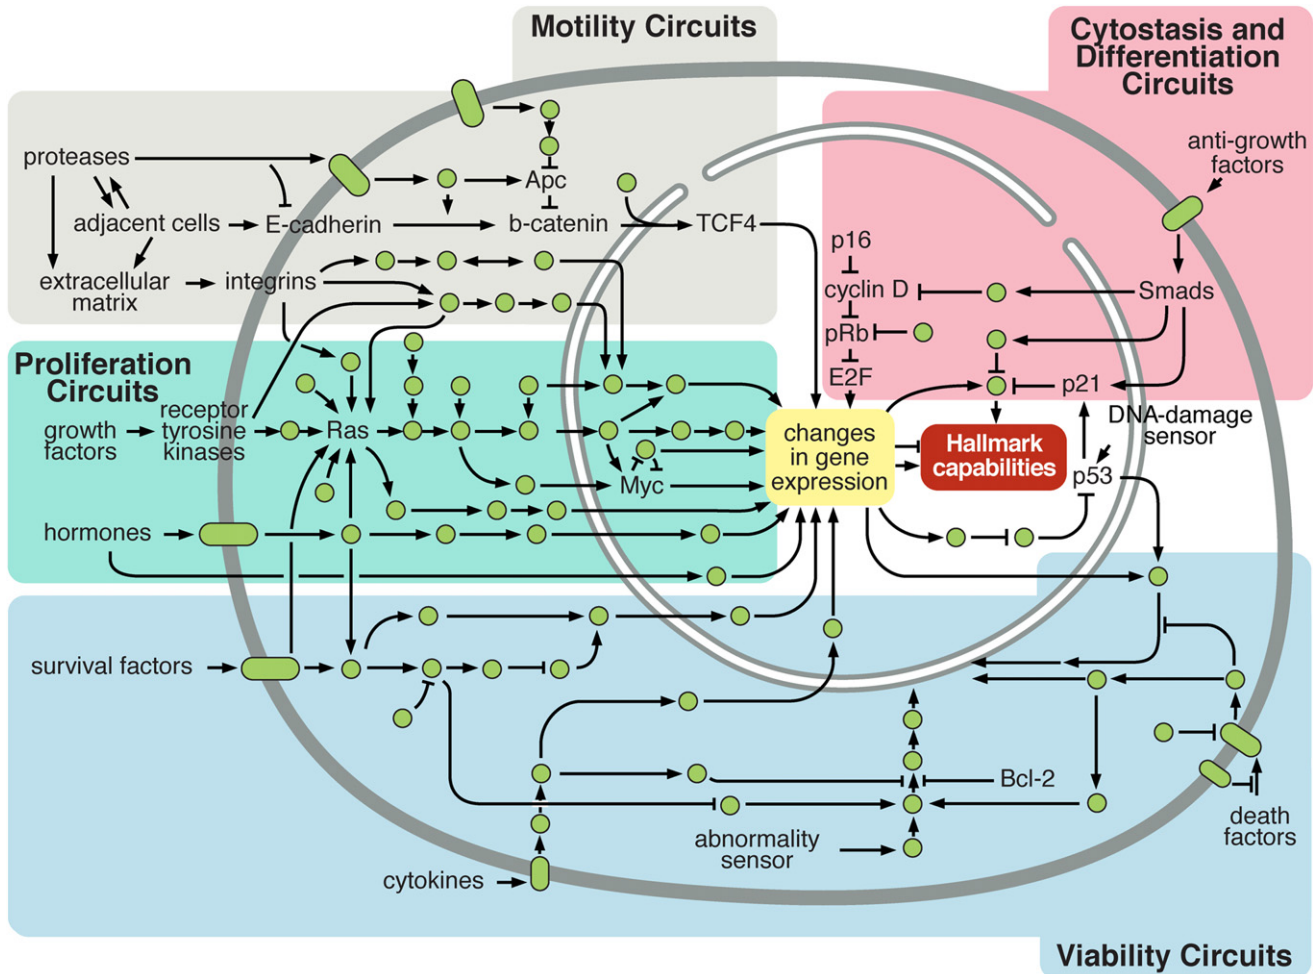 Motility Circuits
Cytostasis and
Differentiation
Circuits
proteases
Apc
anti-growth
factors
adjacent cells
E-cadherin
b-catenin
TCF4
p16
extracellular
matrix
integrins
cyclin D
Smads
pRb
Proliferation
Circuits
E2F
p21
growth
factors
receptor
tyrosine
kinases
Ras
DNA-damage
sensor
changes
in gene
expression
Hallmark
capabilities
p53
Myc
hormones
survival factors
Bcl-2
death
factors
abnormality
sensor
cytokines
Viability Circuits